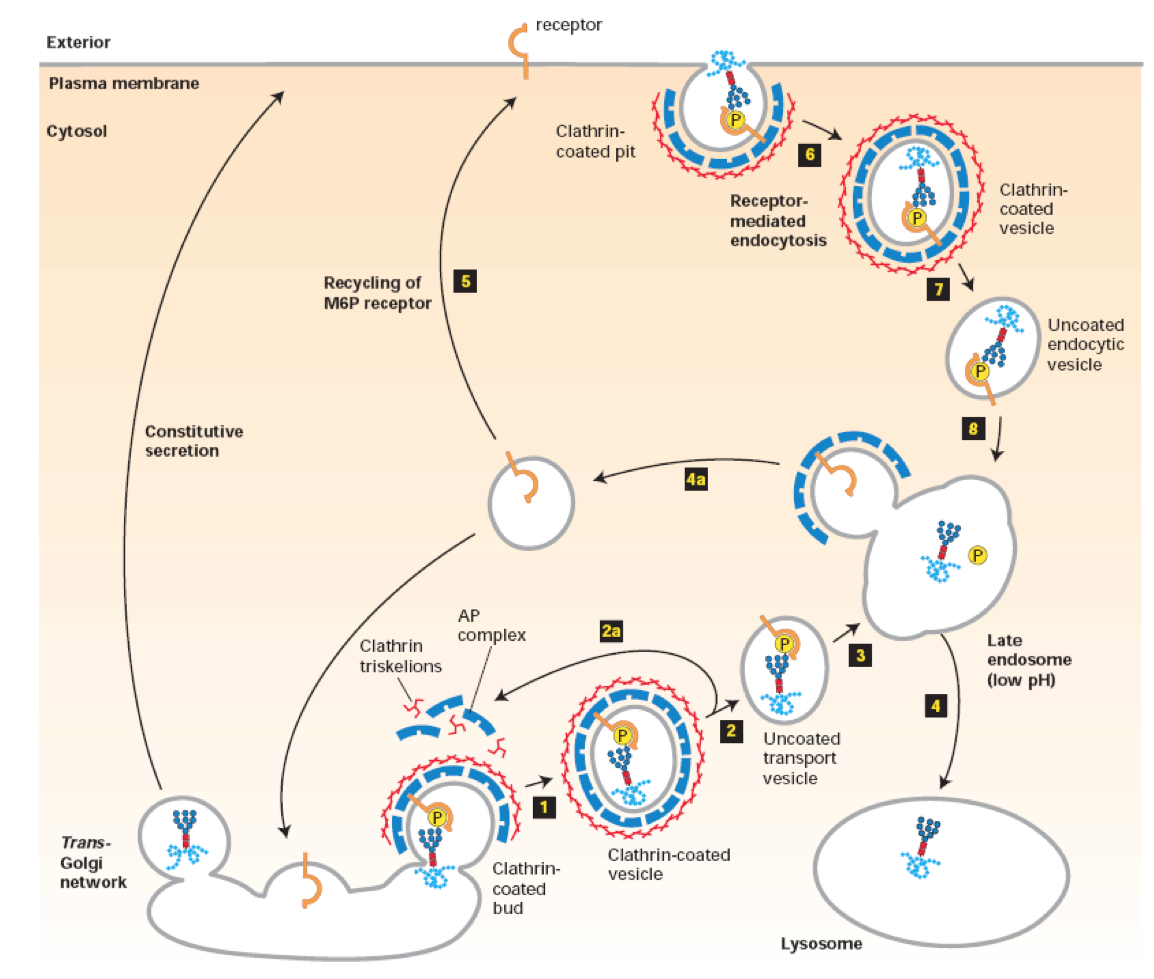 receptor
Exterior
Plasma membrane
Cytosol
Clathrin-
coated pit
P
6
Receptor-
mediated
endocytosis
P
Clathrin-
coated
vesicle
7
Recycling of
M6P receptor
5
P
Uncoated
endocytic
vesicle
8
Constitutive
secretion
4a
P
Late
endosome
(low pH)
AP
complex
Clathrin
triskelions
2a
P
3
4
2
Uncoated
transport
vesicle
P
1
P
Clathrin-coated
vesicle
Clathrin-
coated
bud
Trans-
Golgi
network
Lysosome